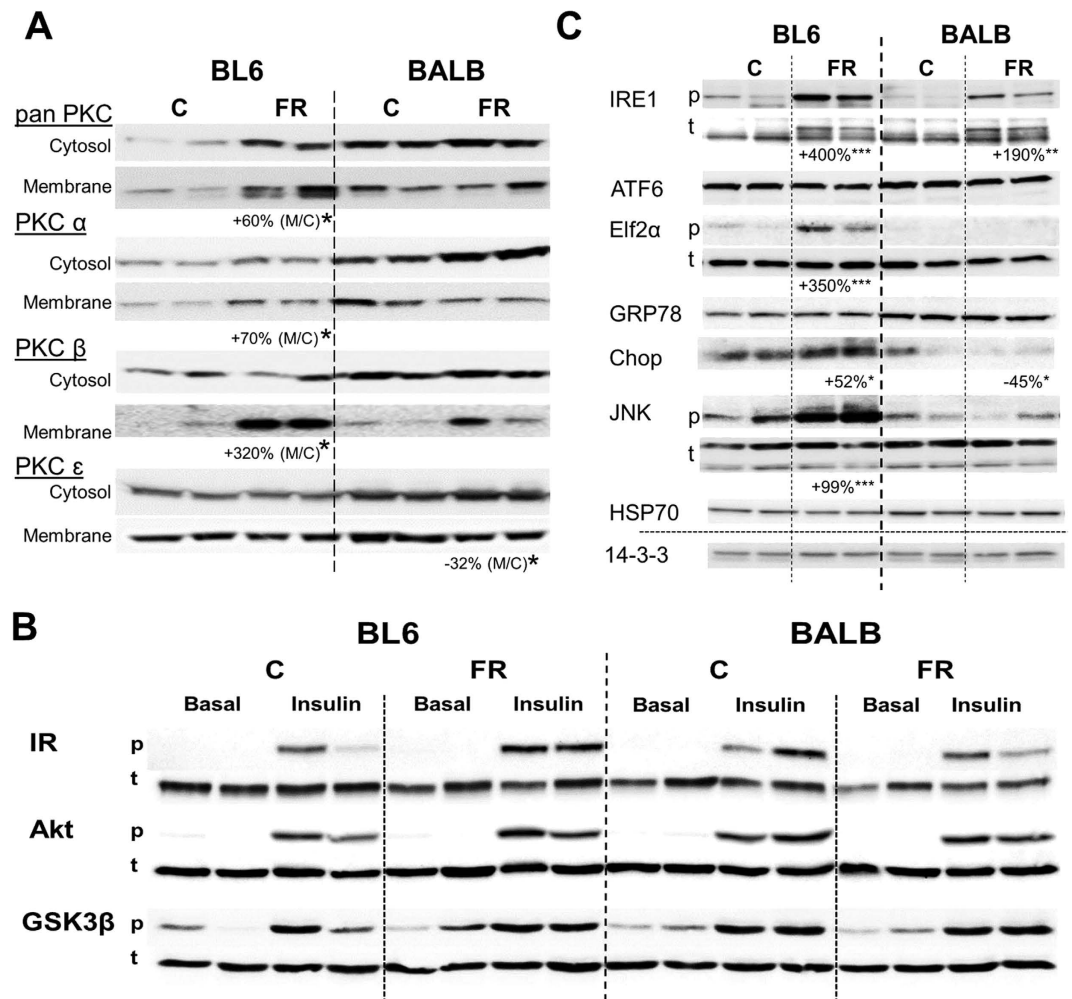 A
BL6 BALB
C FR C FR
pan PKC
Cytosol
Membrane
+60% (M/C)*
PKC α
Cytosol
Membrane
+70% (M/C)*
PKC β
Cytosol
Membrane
+320% (M/C)*
PKC ε
Cytosol
Membrane
-32% (M/C)*
C
BL6 BALB
C FR C FR
IRE1 p
t
+400%*** +190%**
ATF6
Elf2α p
t
+350%***
GRP78
Chop
+52%* -45%*
JNK p
t
+99%***
HSP70
14-3-3
B
BL6 BALB
C FR C FR
Basal Insulin Basal Insulin Basal Insulin Basal Insulin
IR p
t
Akt p
t
GSK3β p
t